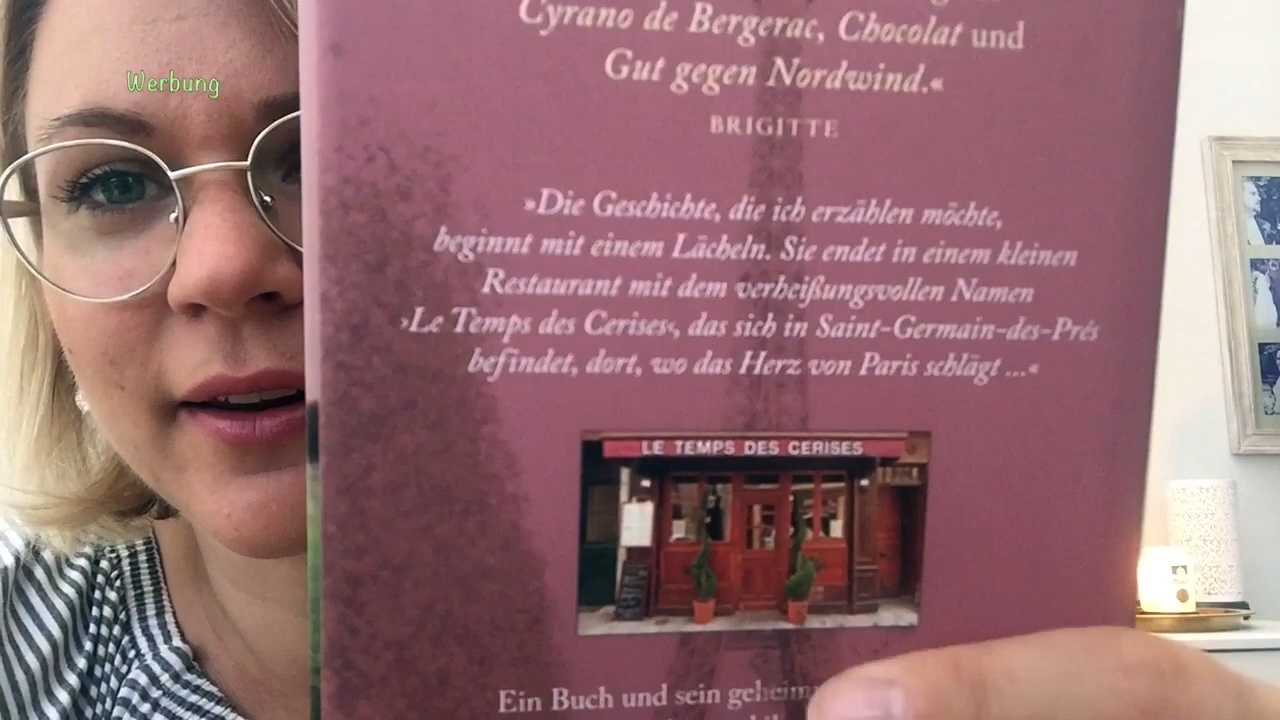 Werbung
Cyrano de Bergerac, Chocolat und
Gut gegen Nordwind.«
BRIGITTE
»Die Geschichte, die ich erzählen möchte,
beginnt mit einem Lächeln. Sie endet in einem kleinen
Restaurant mit dem verheißungsvollen Namen
›Le Temps des Cerises‹, das sich in Saint-Germain-des-Prés
befindet, dort, wo das Herz von Paris schlägt ...«
LE TEMPS DES CERISES
Ein Buch und sein